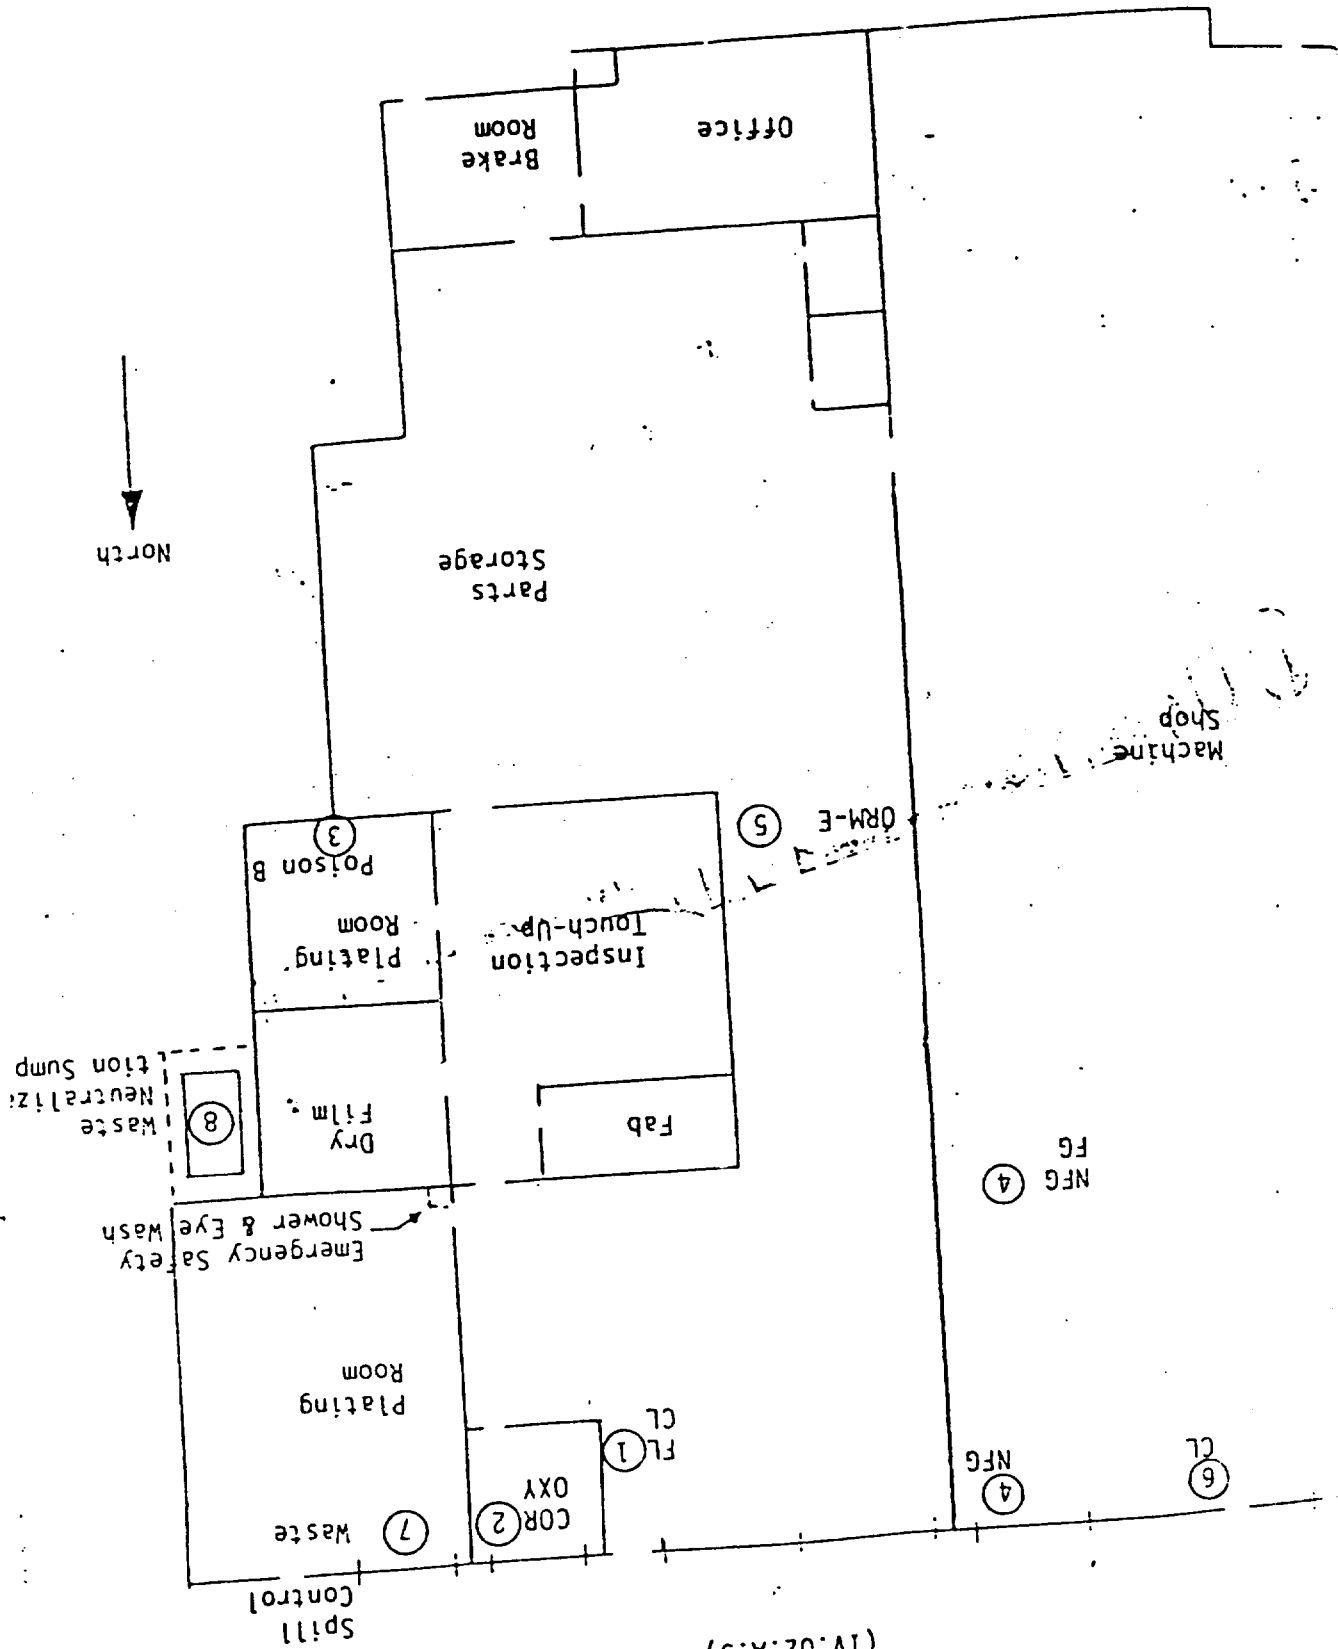 Spill
Control
6
CL
4
NFG
COR 2
OXY
7 Waste
FL 1
CL
Plating
Room
Emergency Safety
Shower & Eye Wash
NFG 4
FG
Fab
Dry
Film
8
Waste
Neutraliz
tion Sump
Inspection
Touch-Up
Plating
Room
Poison B
3
ORM-E 5
Machine
Shop
Parts
Storage
North
Brake
Room
Office